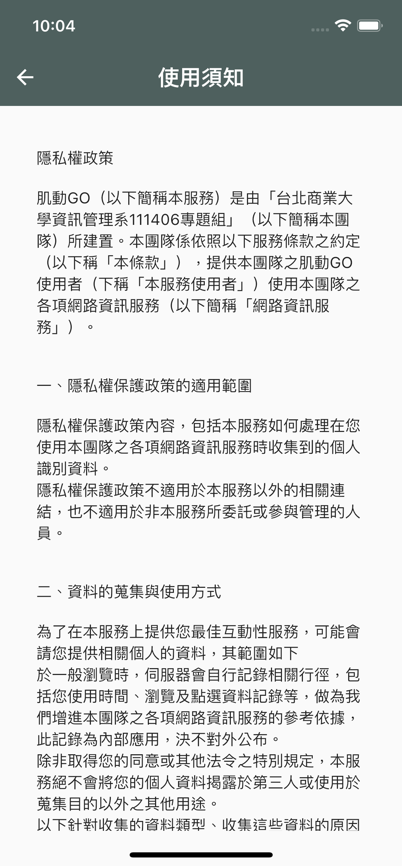 10:04
使用須知
隱私權政策
肌動GO（以下簡稱本服務）是由「台北商業大
學資訊管理系111406專題組」（以下簡稱本團
隊）所建置。本團隊係依照以下服務條款之約定
（以下稱「本條款」），提供本團隊之肌動GO
使用者（下稱「本服務使用者」）使用本團隊之
各項網路資訊服務（以下簡稱「網路資訊服
務」）。
一、隱私權保護政策的適用範圍
隱私權保護政策內容，包括本服務如何處理在您
使用本團隊之各項網路資訊服務時收集到的個人
識別資料。
隱私權保護政策不適用於本服務以外的相關連
結，也不適用於非本服務所委託或參與管理的人
員。
二、資料的蒐集與使用方式
為了在本服務上提供您最佳互動性服務，可能會
請您提供相關個人的資料，其範圍如下
於一般瀏覽時，伺服器會自行記錄相關行徑，包
括您使用時間、瀏覽及點選資料記錄等，做為我
們增進本團隊之各項網路資訊服務的參考依據，
此記錄為內部應用，決不對外公布。
除非取得您的同意或其他法令之特別規定，本服
務絕不會將您的個人資料揭露於第三人或使用於
蒐集目的以外之其他用途。
以下針對收集的資料類型、收集這些資料的原因